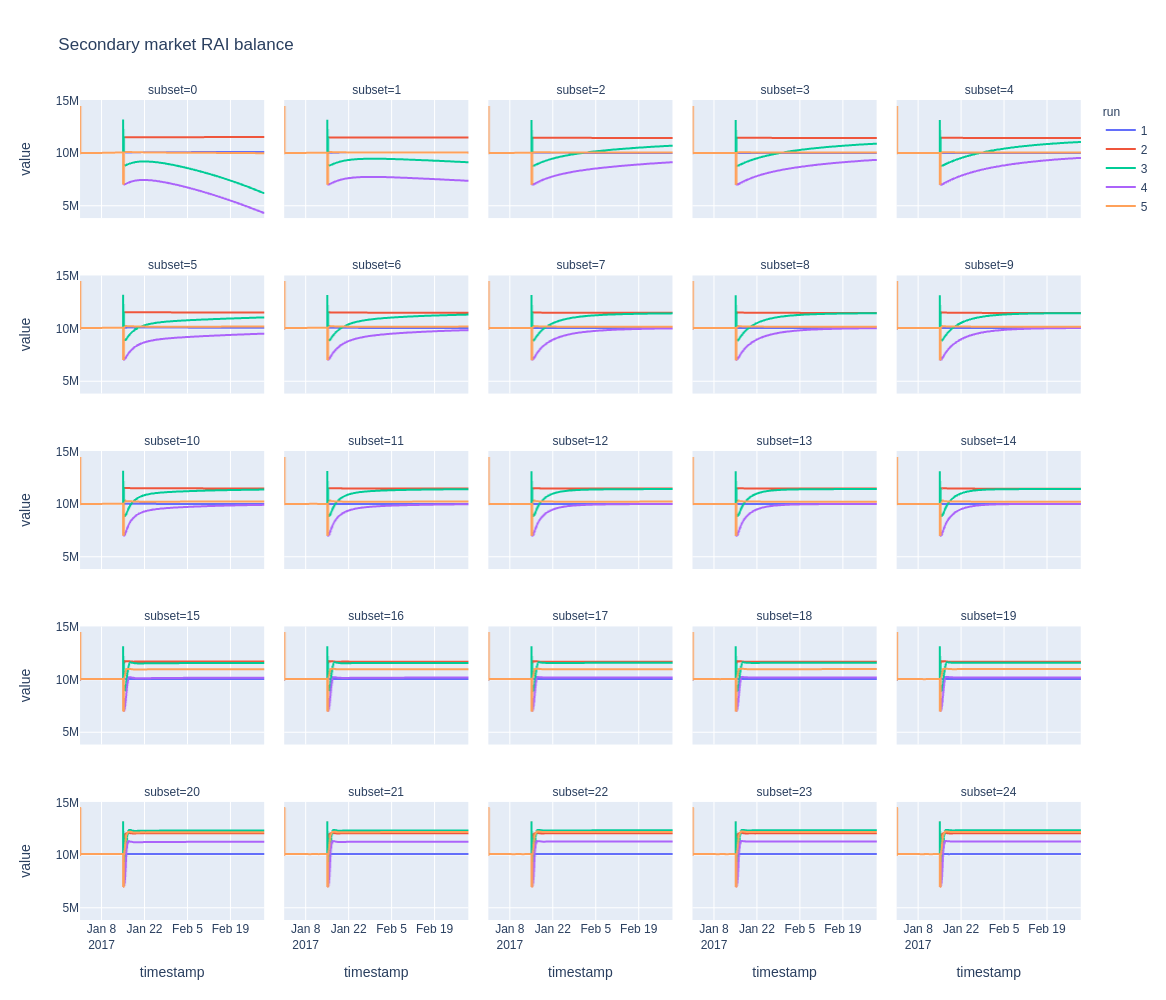 Secondary market RAI balance
subset=0 subset=1 subset=2 subset=3 subset=4
run
1
2
3
4
5
15M
10M
5M
value
subset=5 subset=6 subset=7 subset=8 subset=9
15M
10M
5M
value
subset=10 subset=11 subset=12 subset=13 subset=14
15M
10M
5M
value
subset=15 subset=16 subset=17 subset=18 subset=19
15M
10M
5M
value
subset=20 subset=21 subset=22 subset=23 subset=24
15M
10M
5M
value
Jan 8 Jan 22 Feb 5 Feb 19 Jan 8 Jan 22 Feb 5 Feb 19 Jan 8 Jan 22 Feb 5 Feb 19 Jan 8 Jan 22 Feb 5 Feb 19 Jan 8 Jan 22 Feb 5 Feb 19
2017 2017 2017 2017 2017
timestamp timestamp timestamp timestamp timestamp